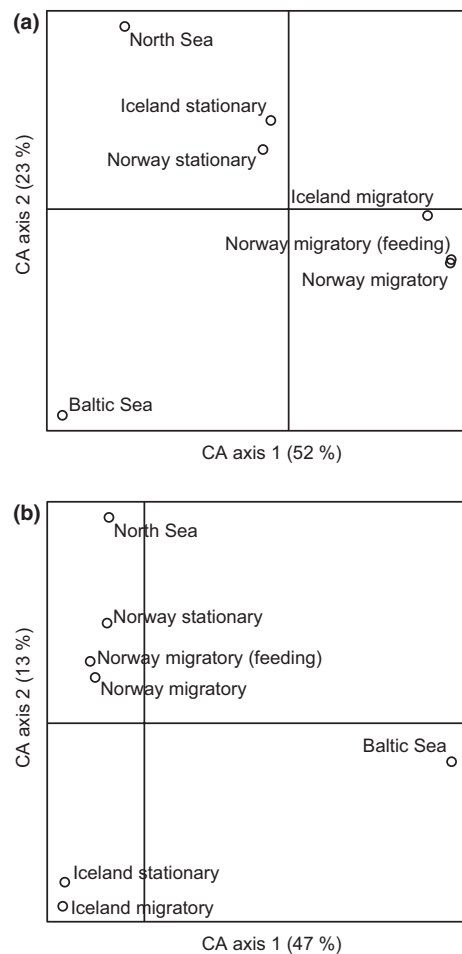 (a)
North Sea
Iceland stationary
Norway stationary
Iceland migratory
Norway migratory (feeding)
Norway migratory
Baltic Sea
CA axis 2 (23 %)
CA axis 1 (52 %)
(b)
North Sea
Norway stationary
Norway migratory (feeding)
Norway migratory
Baltic Sea
Iceland stationary
Iceland migratory
CA axis 2 (13 %)
CA axis 1 (47 %)